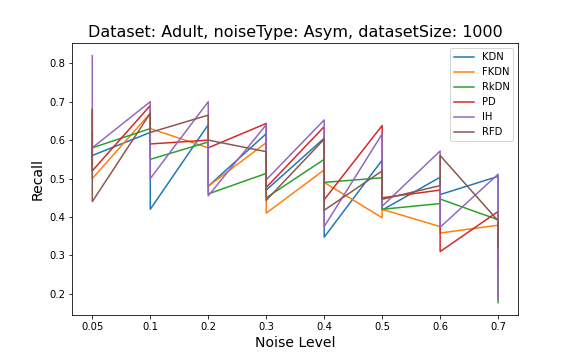 Dataset: Adult, noiseType: Asym, datasetSize: 1000
KDN
FKDN
RkDN
PD
IH
RFD
Recall
0.8
0.7
0.6
0.5
0.4
0.3
0.2
0.05 0.1 0.2 0.3 0.4 0.5 0.6 0.7
Noise Level